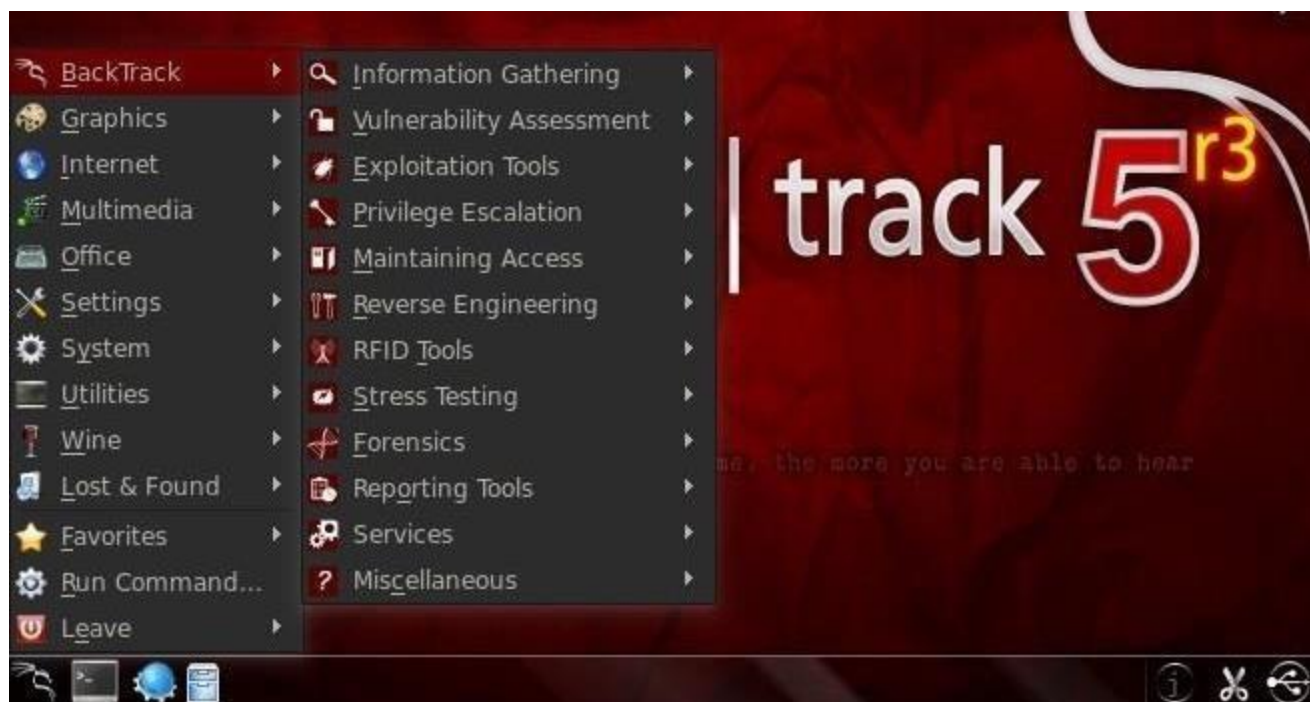 BackTrack
Graphics
Internet
Multimedia
Office
Settings
System
Utilities
Wine
Lost & Found
Favorites
Run Command...
Leave
Information Gathering
Vulnerability Assessment
Exploitation Tools
Privilege Escalation
Maintaining Access
Reverse Engineering
RFID Tools
Stress Testing
Forensics
Reporting Tools
Services
Miscellaneous
| track 5 r3
the more you are able to hear